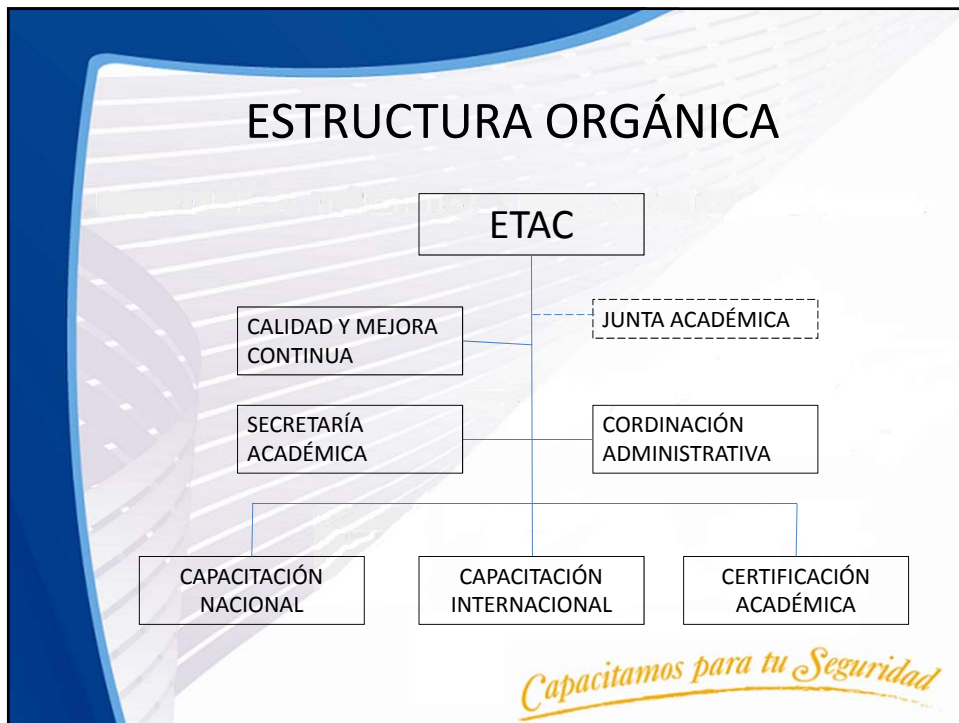 ESTRUCTURA ORGÁNICA
ETAC
CALIDAD Y MEJORA
CONTINUA
JUNTA ACADÉMICA
SECRETARÍA
ACADÉMICA
CORDINACIÓN
ADMINISTRATIVA
CAPACITACIÓN
NACIONAL
CAPACITACIÓN
INTERNACIONAL
CERTIFICACIÓN
ACADÉMICA
Capacitamos para tu Seguridad